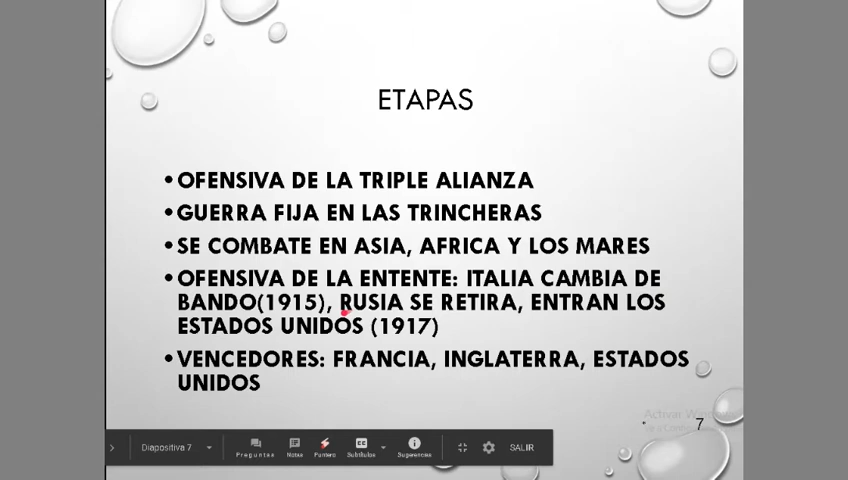 ETAPAS
•OFENSIVA DE LA TRIPLE ALIANZA
•GUERRA FIJA EN LAS TRINCHERAS
•SE COMBATE EN ASIA, AFRICA Y LOS MARES
•OFENSIVA DE LA ENTENTE: ITALIA CAMBIA DE
BANDO(1915), RUSIA SE RETIRA, ENTRAN LOS
ESTADOS UNIDOS (1917)
•VENCEDORES: FRANCIA, INGLATERRA, ESTADOS
UNIDOS
Activar Windows
7
Diapositiva 7
Preguntas
Notas
Puntero
Subtítulos
Sugerencias
SALIR